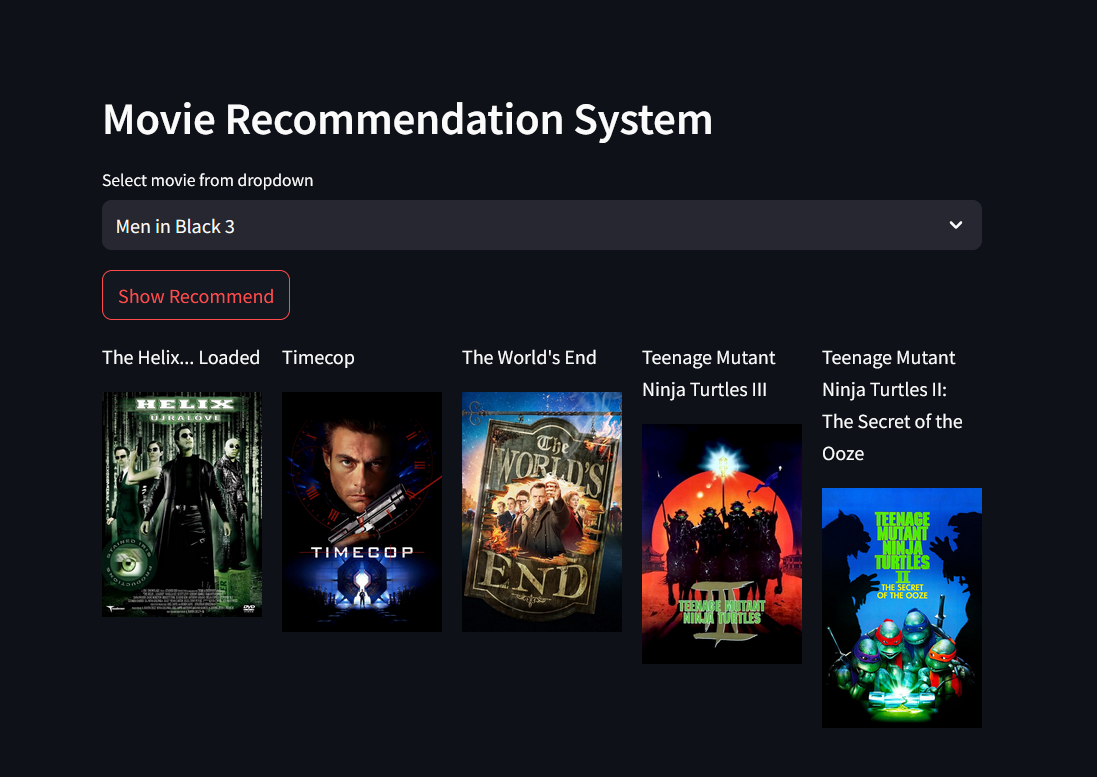 Movie Recommendation System
Select movie from dropdown
Men in Black 3
Show Recommend
The Helix... Loaded
Timecop
The World's End
Teenage Mutant
Ninja Turtles III
Teenage Mutant
Ninja Turtles II:
The Secret of the
Ooze
HELIX
UJRALOVE
DVD
TIMECOP
The
WORLD'S
END
III
TEENAGE MUTANT
NINJA TURTLES
TEENAGE
MUTANT
NINJA
TURTLES
II
THE SECRET
OF THE OOZE